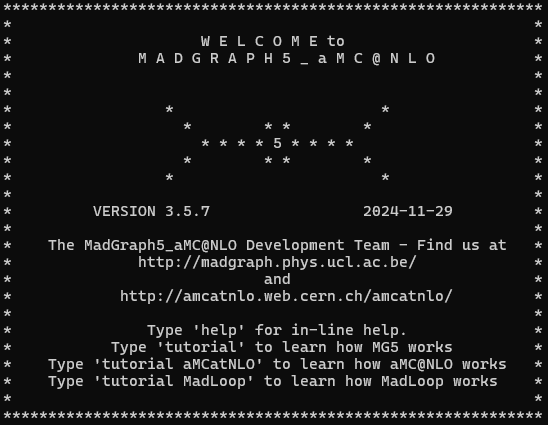 ************************************************************
*                                                          *
*                     W E L C O M E to                     *
*              M A D G R A P H 5 _ a M C @ N L O           *
*                                                          *
*                                                          *
*                 *                       *                *
*                   *        * *        *                  *
*                     * * * * 5 * * * *                    *
*                   *        * *        *                  *
*                 *                       *                *
*                                                          *
*         VERSION 3.5.7                 2024-11-29         *
*                                                          *
*    The MadGraph5_aMC@NLO Development Team - Find us at   *
*              http://madgraph.phys.ucl.ac.be/             *
*                            and                           *
*            http://amcatnlo.web.cern.ch/amcatnlo/         *
*                                                          *
*               Type 'help' for in-line help.              *
*           Type 'tutorial' to learn how MG5 works         *
*    Type 'tutorial aMCatNLO' to learn how aMC@NLO works   *
*    Type 'tutorial MadLoop' to learn how MadLoop works    *
*                                                          *
************************************************************